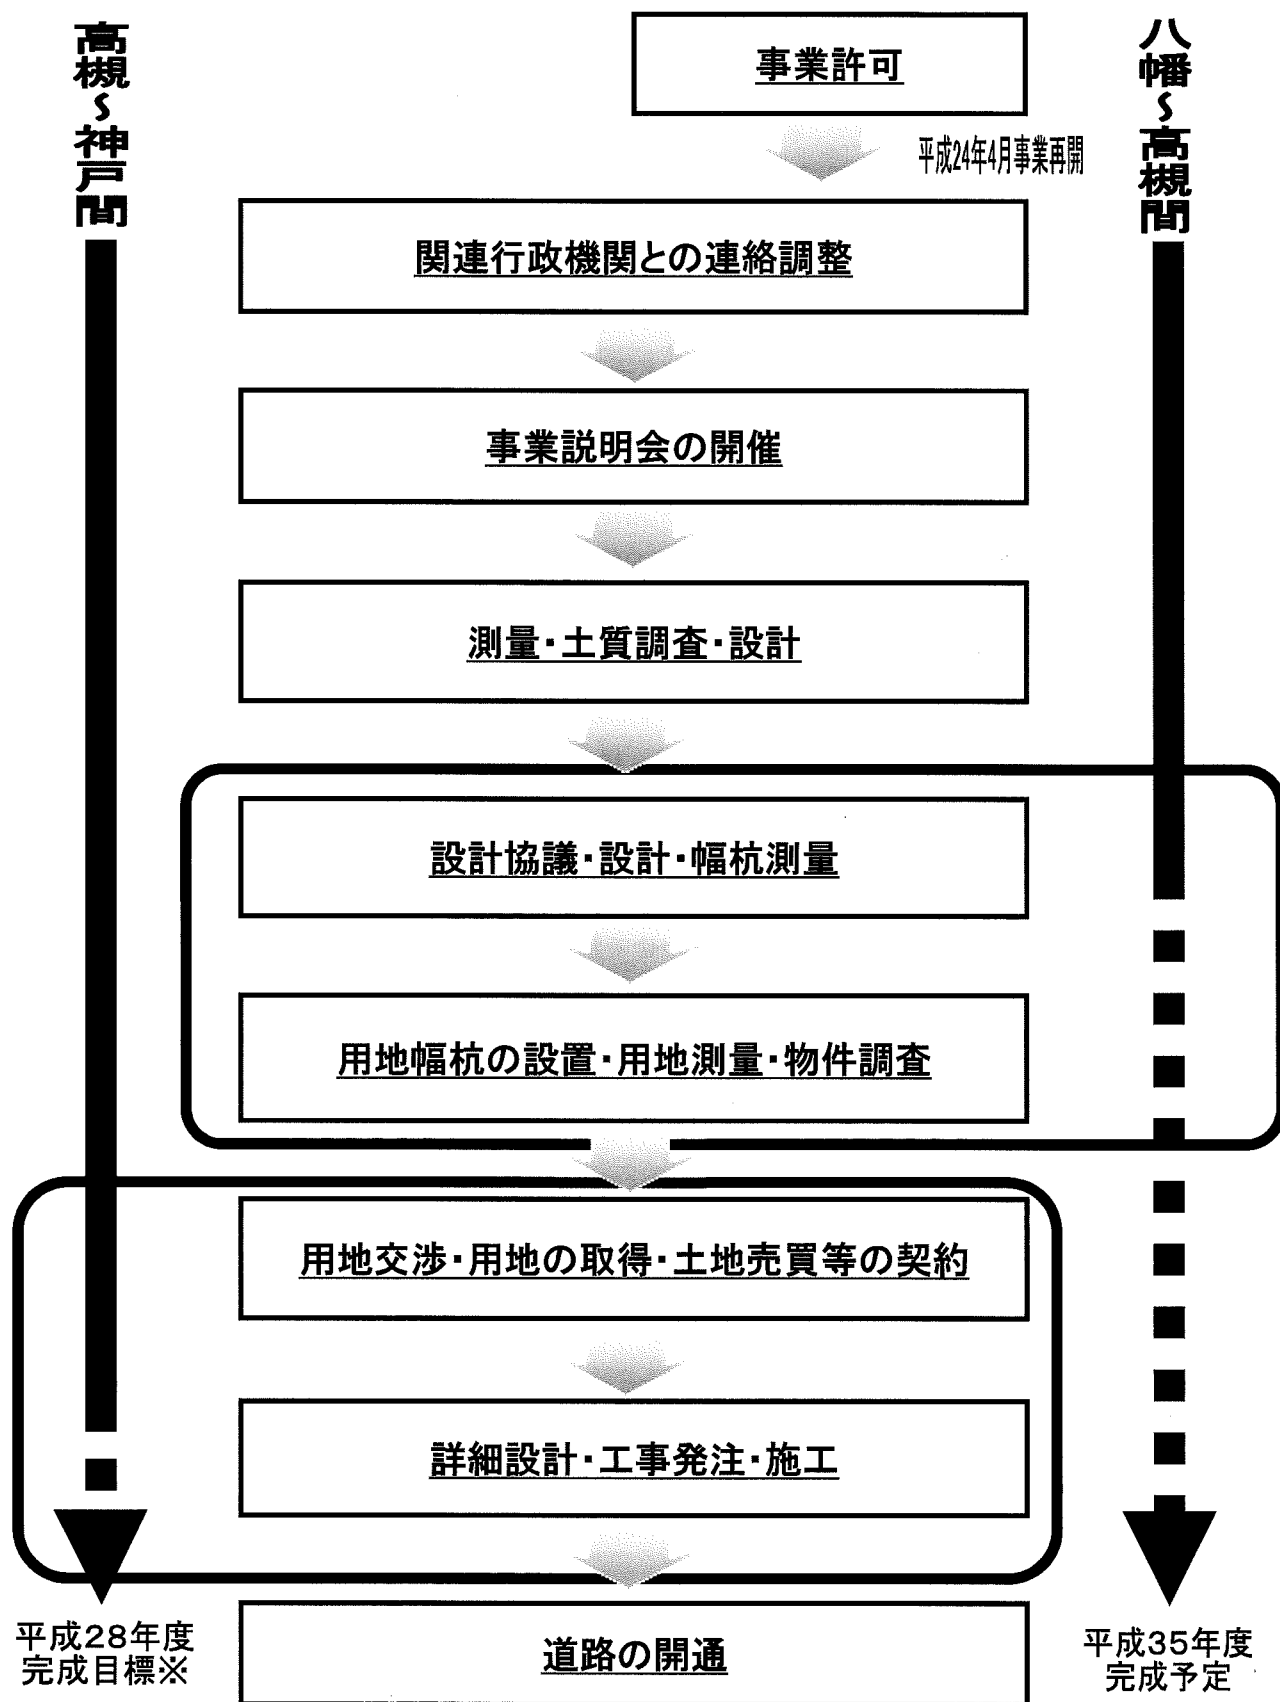 高槻～神戸間
八幡～高槻間
事業許可
平成24年4月事業再開
関連行政機関との連絡調整
事業説明会の開催
測量・土質調査・設計
設計協議・設計・幅杭測量
用地幅杭の設置・用地測量・物件調査
用地交渉・用地の取得・土地売買等の契約
詳細設計・工事発注・施工
道路の開通
平成28年度
完成目標※
平成35年度
完成予定